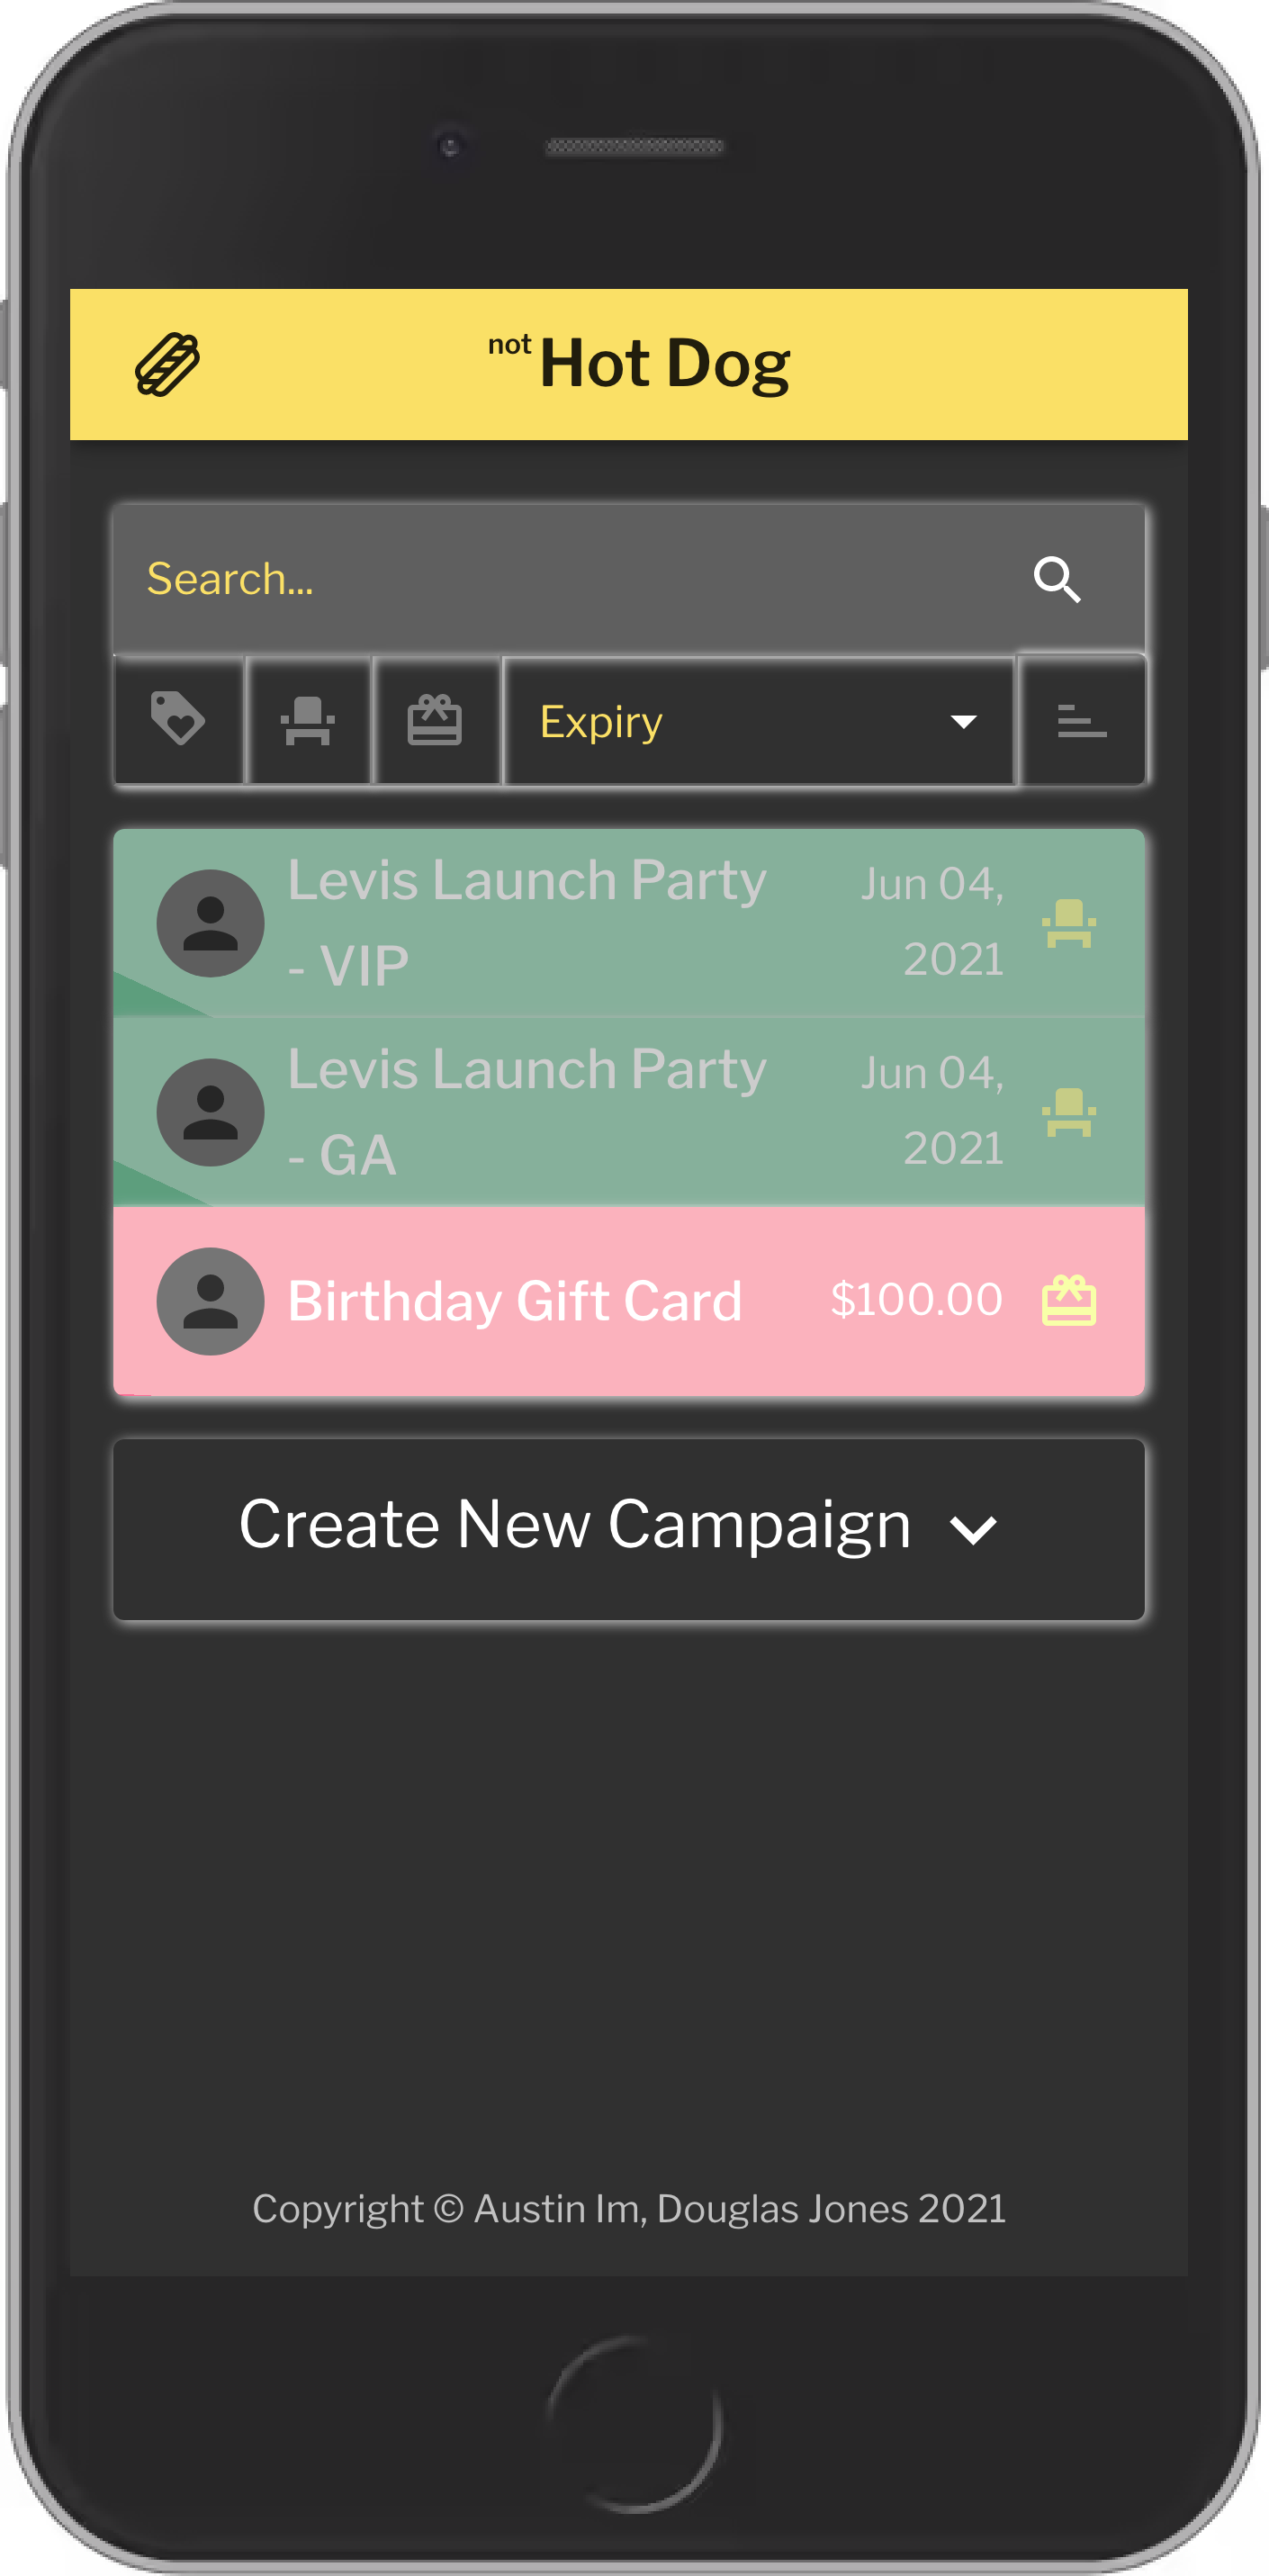 not Hot Dog
Search...
Expiry
Levis Launch Party
- VIP
Jun 04,
2021
Levis Launch Party
- GA
Jun 04,
2021
Birthday Gift Card
$100.00
Create New Campaign
Copyright © Austin Im, Douglas Jones 2021